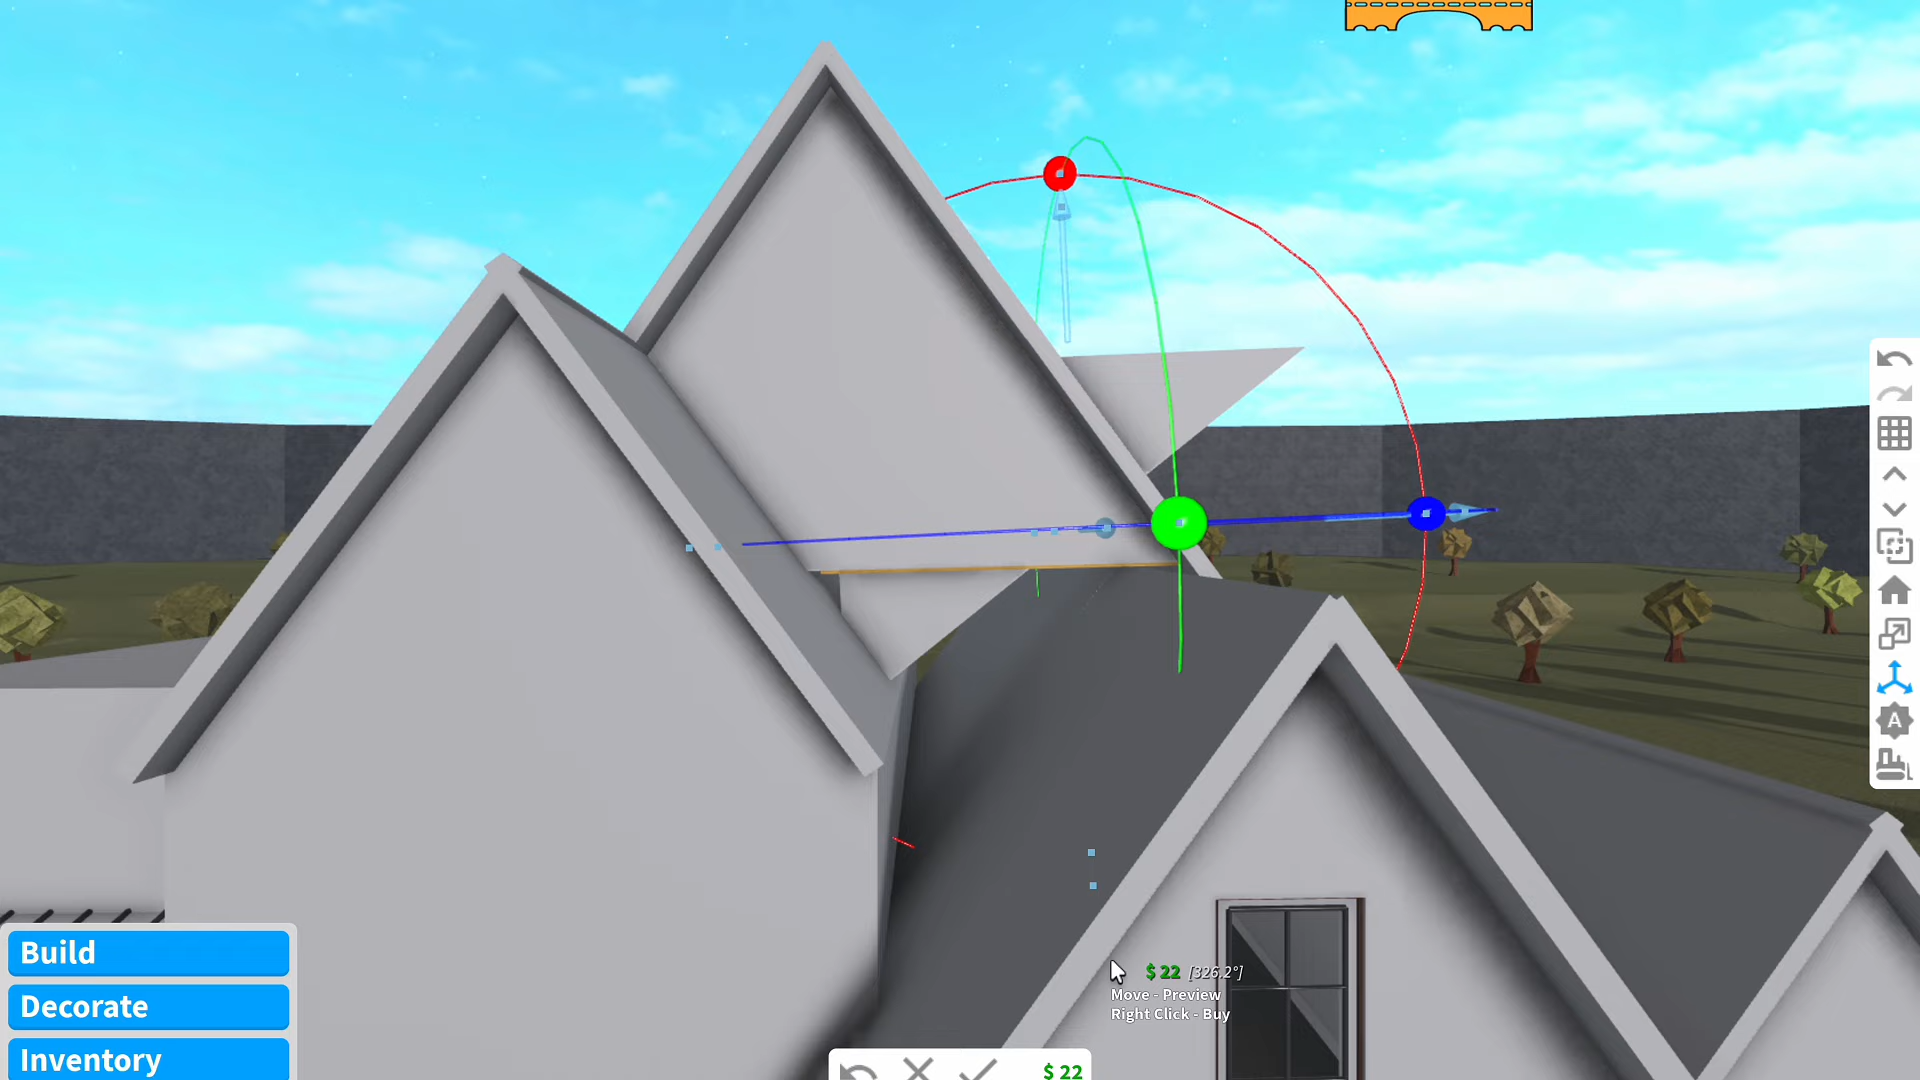 A
Build
Decorate
Inventory
$ 22 [326.2°]
Move - Preview
Right Click - Buy
$ 22